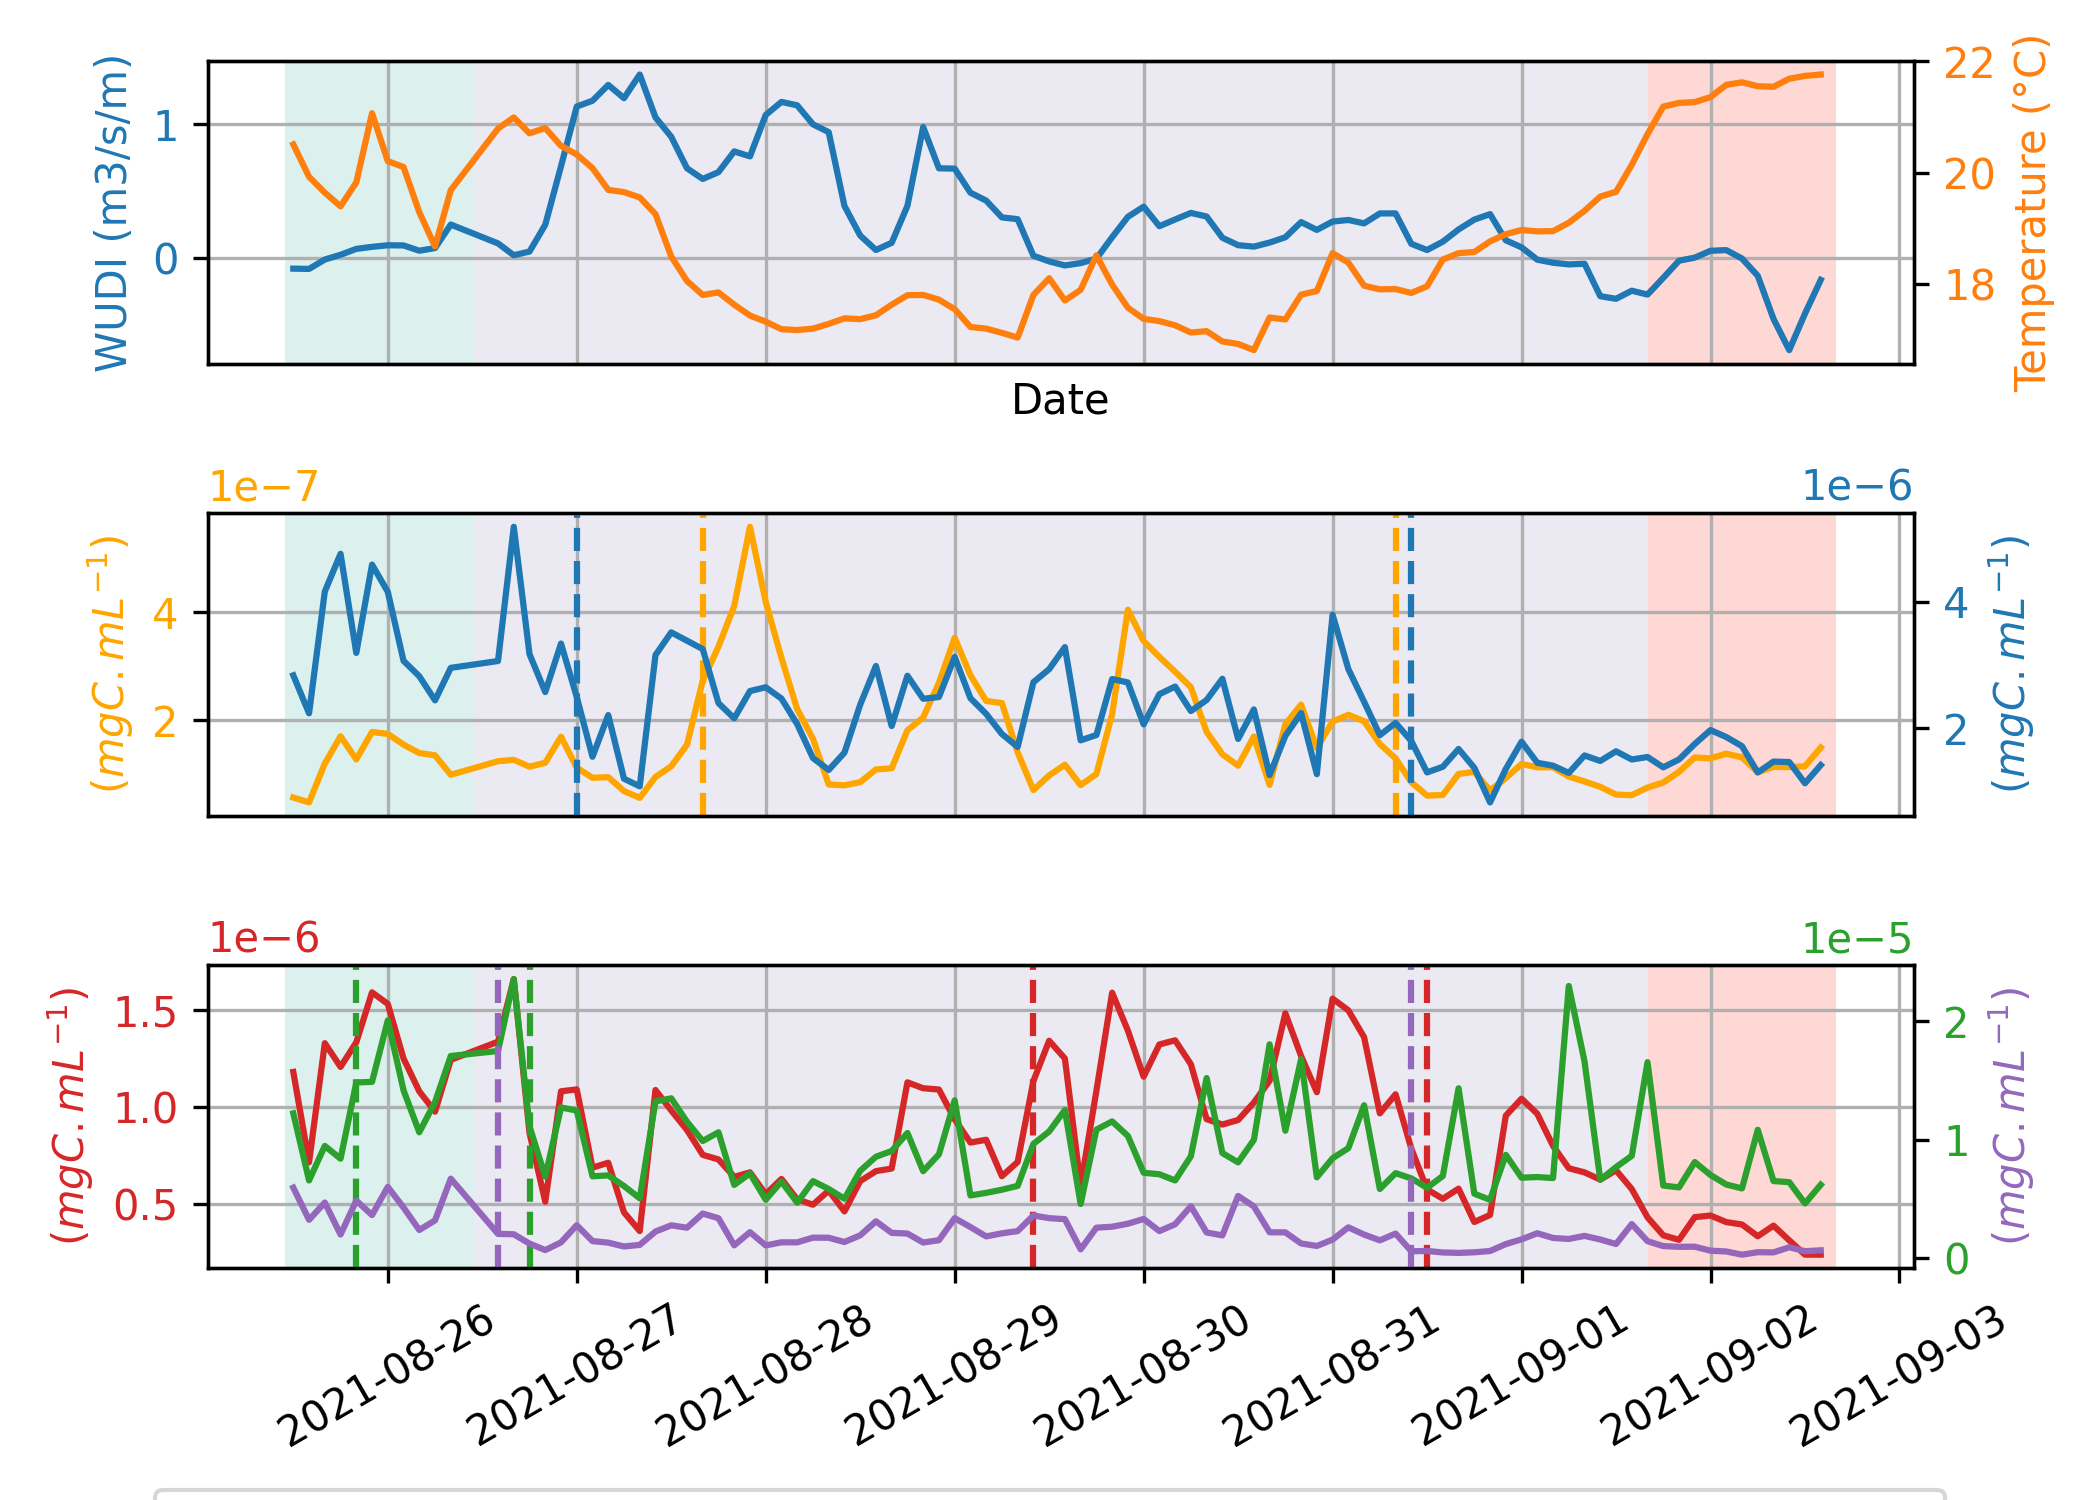 WUDI (m3/s/m)
1
0
22
20
18
Temperature (°C)
Date
1e−7
1e−6
(mgC.mL⁻¹)
4
2
4
2
(mgC.mL⁻¹)
1e−6
1e−5
(mgC.mL⁻¹)
1.5
1.0
0.5
2
1
0
(mgC.mL⁻¹)
2021-08-26
2021-08-27
2021-08-28
2021-08-29
2021-08-30
2021-08-31
2021-09-01
2021-09-02
2021-09-03